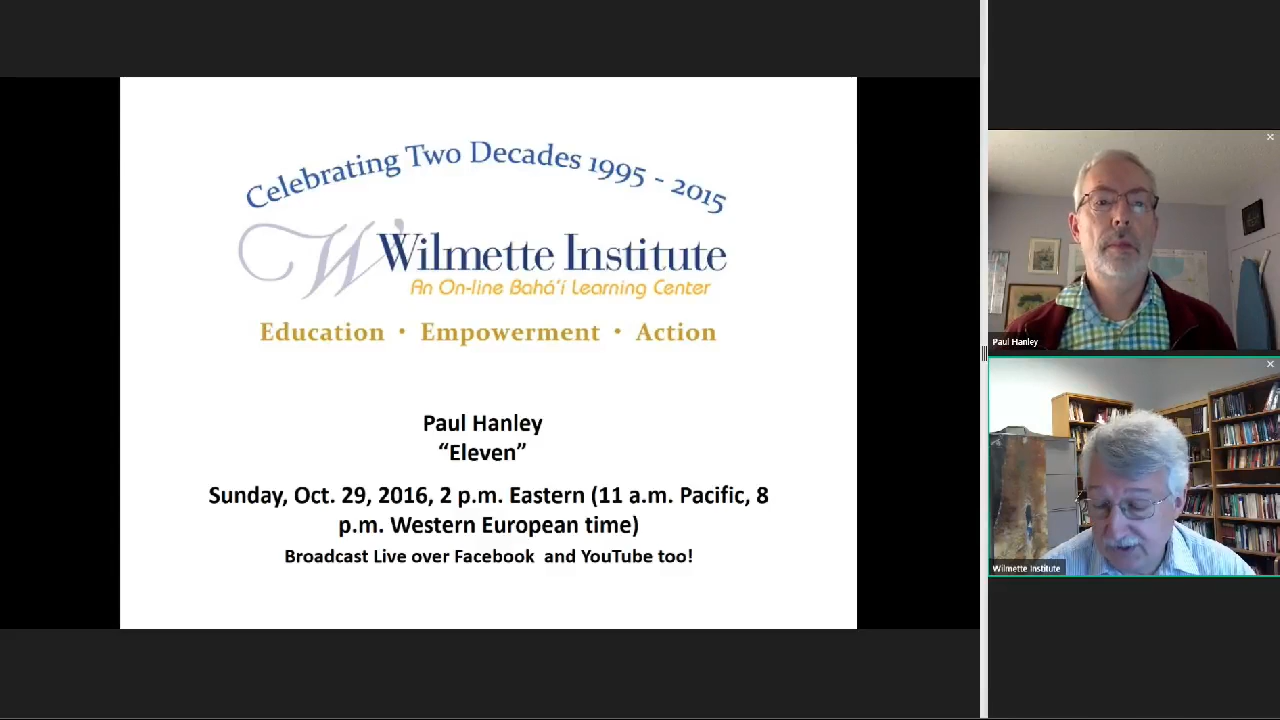 Celebrating Two Decades 1995 - 2015
Wilmette Institute
An On-line Bahá'í Learning Center
Education • Empowerment • Action
Paul Hanley
“Eleven”
Sunday, Oct. 29, 2016, 2 p.m. Eastern (11 a.m. Pacific, 8
p.m. Western European time)
Broadcast Live over Facebook and YouTube too!
Paul Hanley
Wilmette Institute